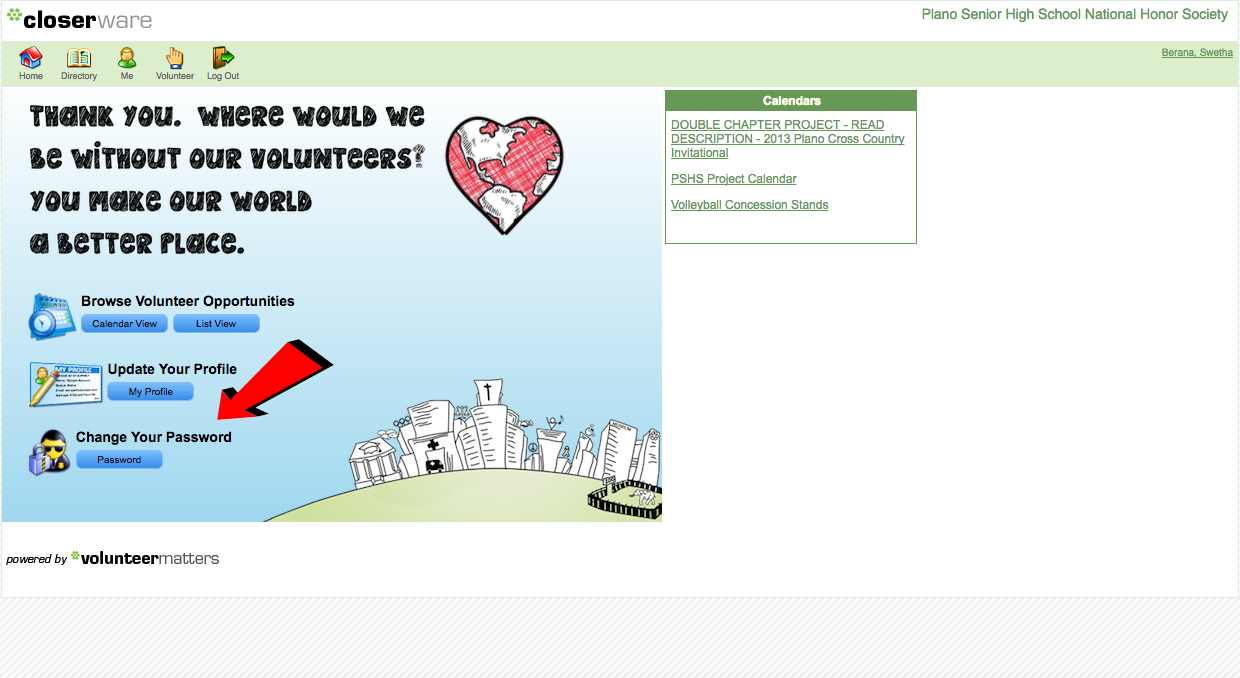 closerware
Plano Senior High School National Honor Society
Home Directory Me Volunteer Log Out
Berana, Swetha
THANK YOU. WHERE WOULD WE
BE WITHOUT OUR VOLUNTEERS?
YOU MAKE OUR WORLD
A BETTER PLACE.
Calendars
DOUBLE CHAPTER PROJECT - READ
DESCRIPTION - 2013 Plano Cross Country
Invitational
PSHS Project Calendar
Volleyball Concession Stands
Browse Volunteer Opportunities
Calendar View List View
MY PROFILE
Update Your Profile
My Profile
Change Your Password
Password
powered by volunteermatters